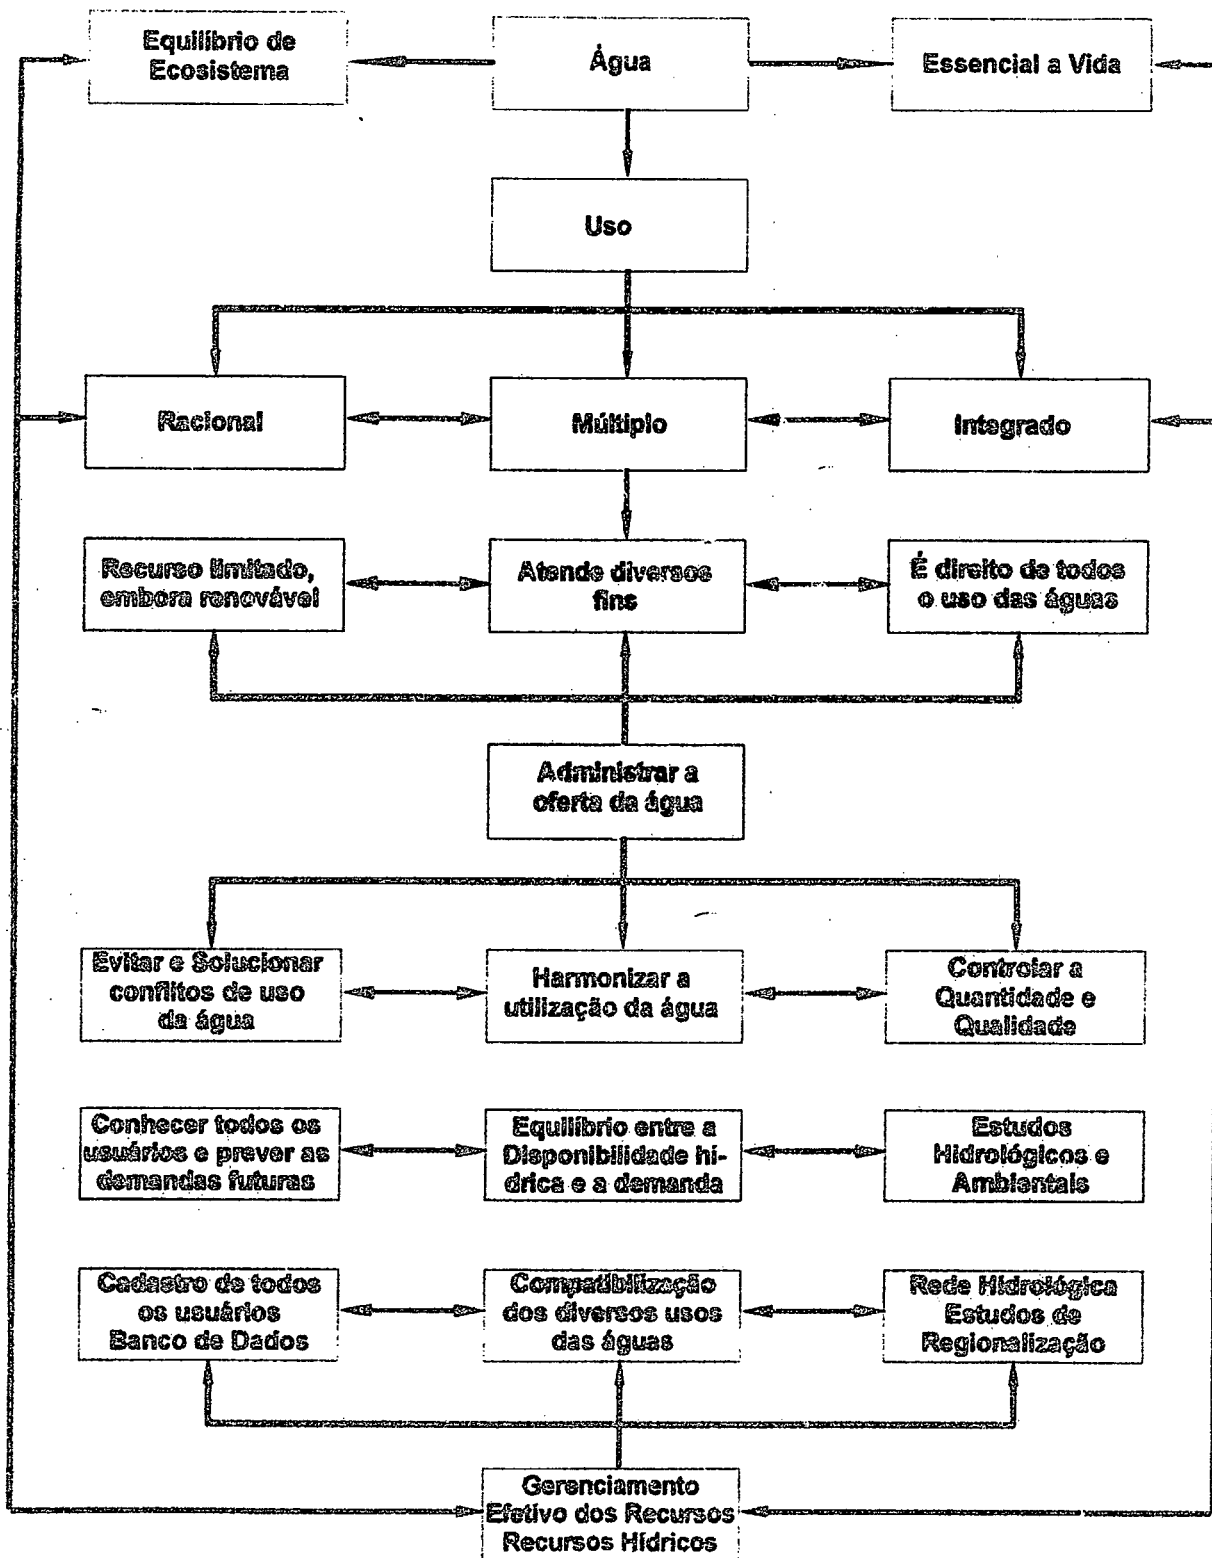 Equilíbrio de
Ecosistema
Água
Essencial a Vida
Uso
Racional
Múltiplo
Integrado
Recurso limitado,
embora renovável
Atende diversos
fins
É direito de todos
o uso das águas
Administrar a
oferta da água
Evitar e Solucionar
conflitos de uso
da água
Harmonizar a
utilização da água
Controlar a
Quantidade e
Qualidade
Conhecer todos os
usuários e prever as
demandas futuras
Equilíbrio entre a
Disponibilidade hí-
drica e a demanda
Estudos
Hidrológicos e
Ambientais
Cadastro de todos
os usuários
Banco de Dados
Compatibilização
dos diversos usos
das águas
Rede Hidrológica
Estudos de
Regionalização
Gerenciamento
Efetivo dos Recursos
Recursos Hídricos